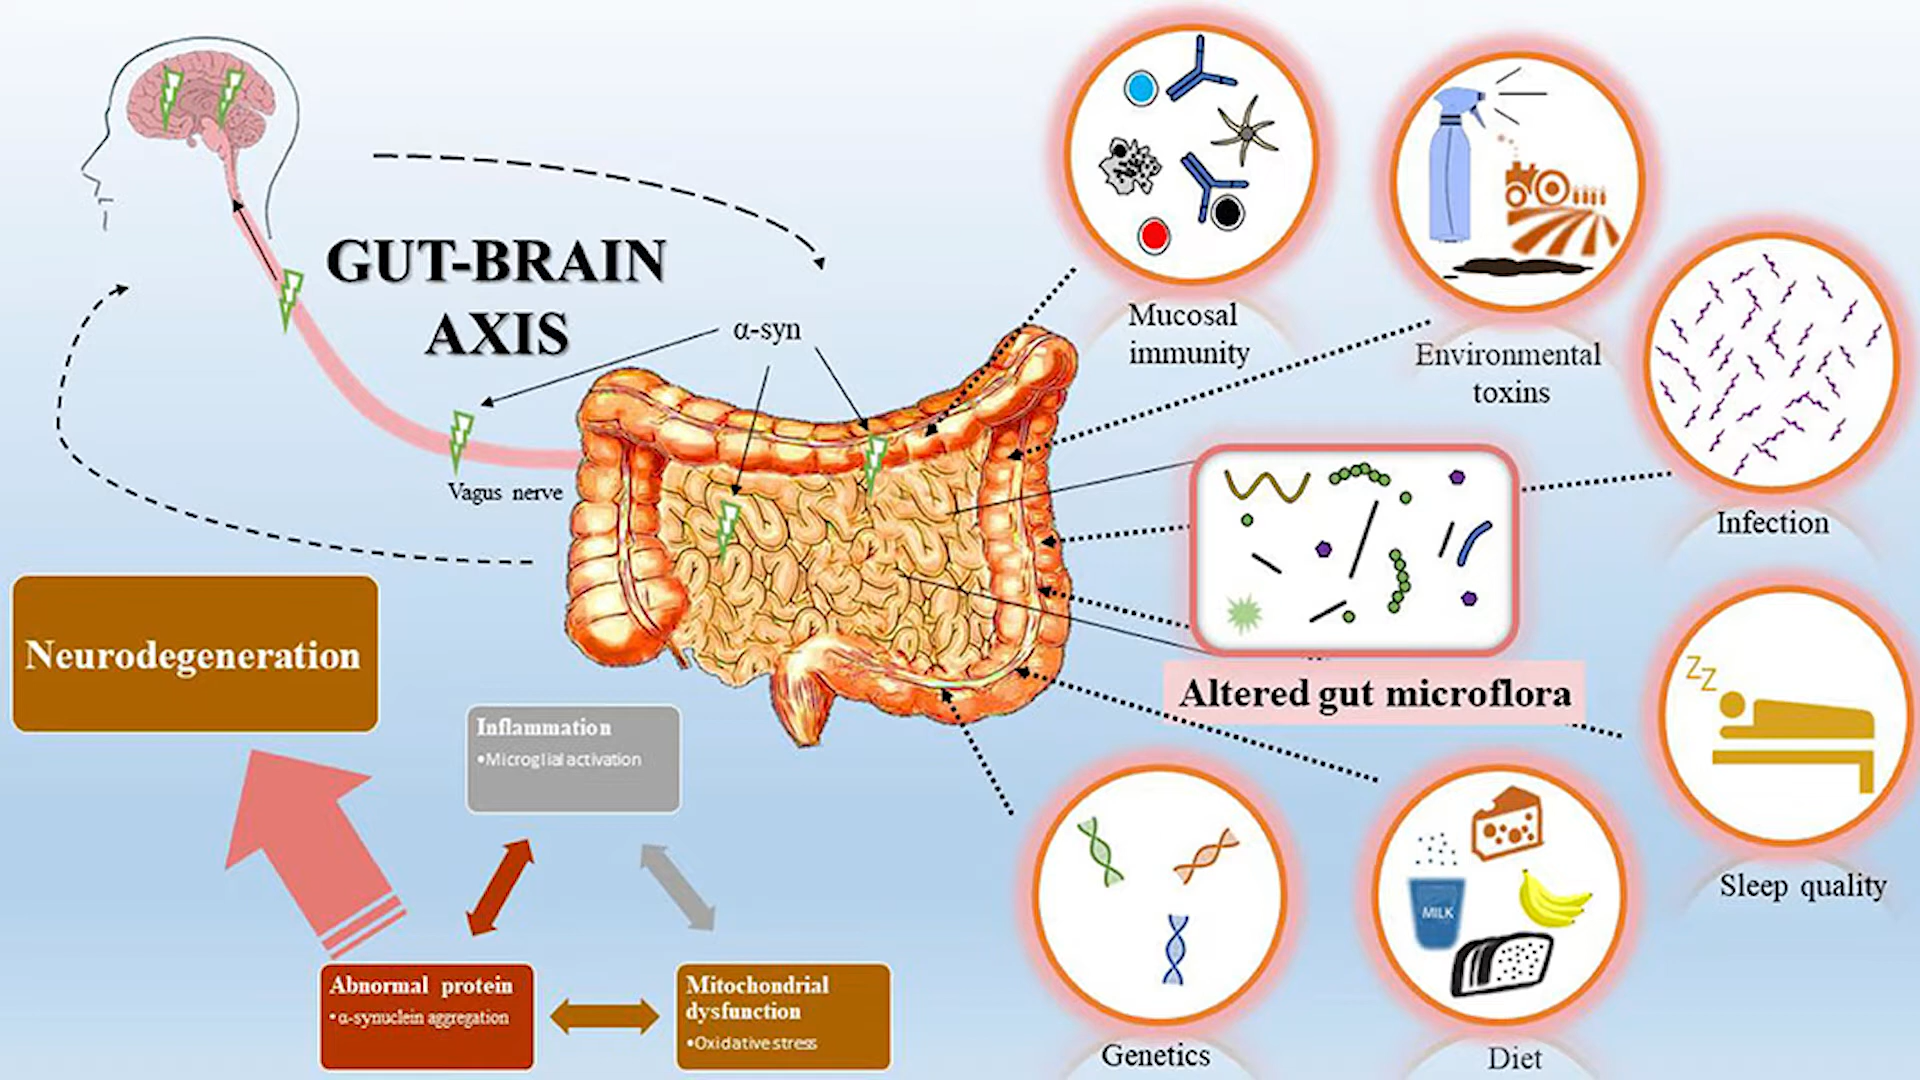 GUT-BRAIN
AXIS
α-syn
Vagus nerve
Mucosal
immunity
Environmental
toxins
Infection
Altered gut microflora
ZZ
Sleep quality
MILK
Genetics
Diet
Neurodegeneration
Inflammation
•Microglial activation
Abnormal protein
•α-synuclein aggregation
Mitochondrial
dysfunction
•Oxidative stress